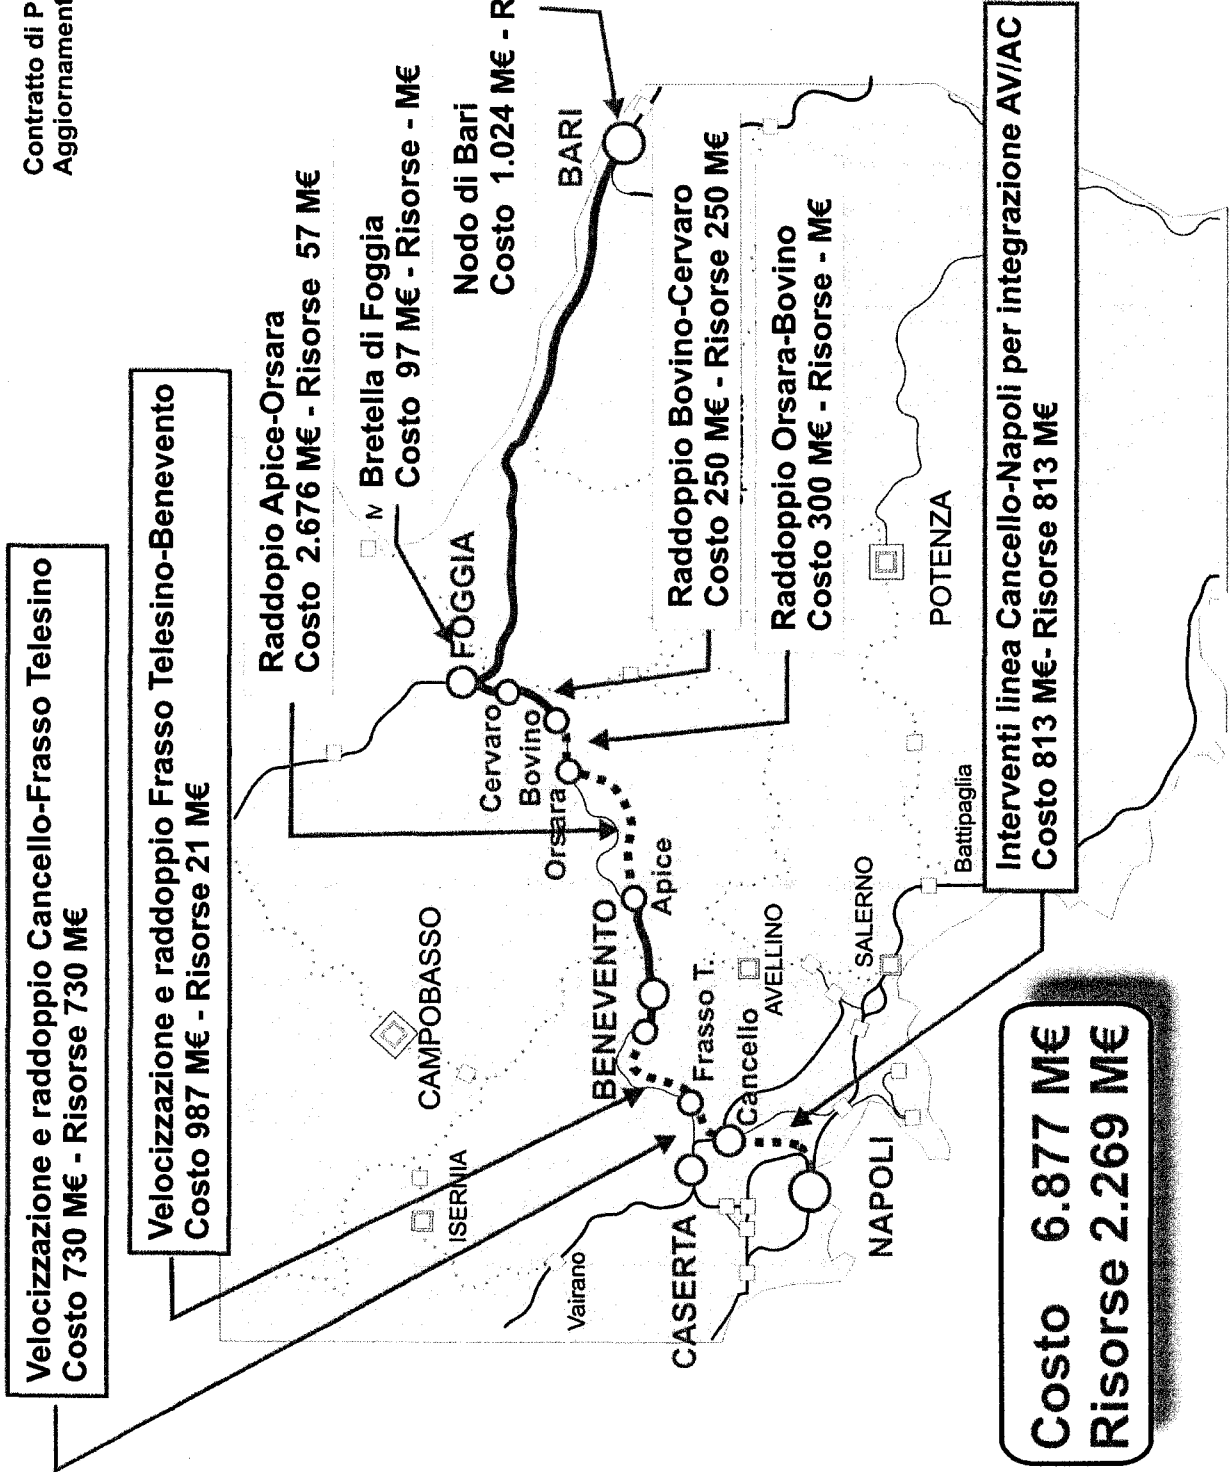 Contratto di P
Aggiornament
Velocizzazione e raddoppio Cancello-Frasso Telesino
Costo 730 M€ - Risorse 730 M€
Velocizzazione e raddoppio Frasso Telesino-Benevento
Costo 987 M€ - Risorse 21 M€
Raddopio Apice-Orsara
Costo 2.676 M€ - Risorse 57 M€
Bretella di Foggia
Costo 97 M€ - Risorse - M€
Nodo di Bari
Costo 1.024 M€ - R
BARI
FOGGIA
Cervaro
Bovino
Orsara
Apice
BENEVENTO
Frasso T.
Cancello
CAMPOBASSO
ISERNIA
Vairano
CASERTA
NAPOLI
AVELLINO
SALERNO
Battipaglia
POTENZA
Raddoppio Bovino-Cervaro
Costo 250 M€ - Risorse 250 M€
Raddoppio Orsara-Bovino
Costo 300 M€ - Risorse - M€
Interventi linea Cancello-Napoli per integrazione AV/AC
Costo 813 M€- Risorse 813 M€
Costo 6.877 M€
Risorse 2.269 M€